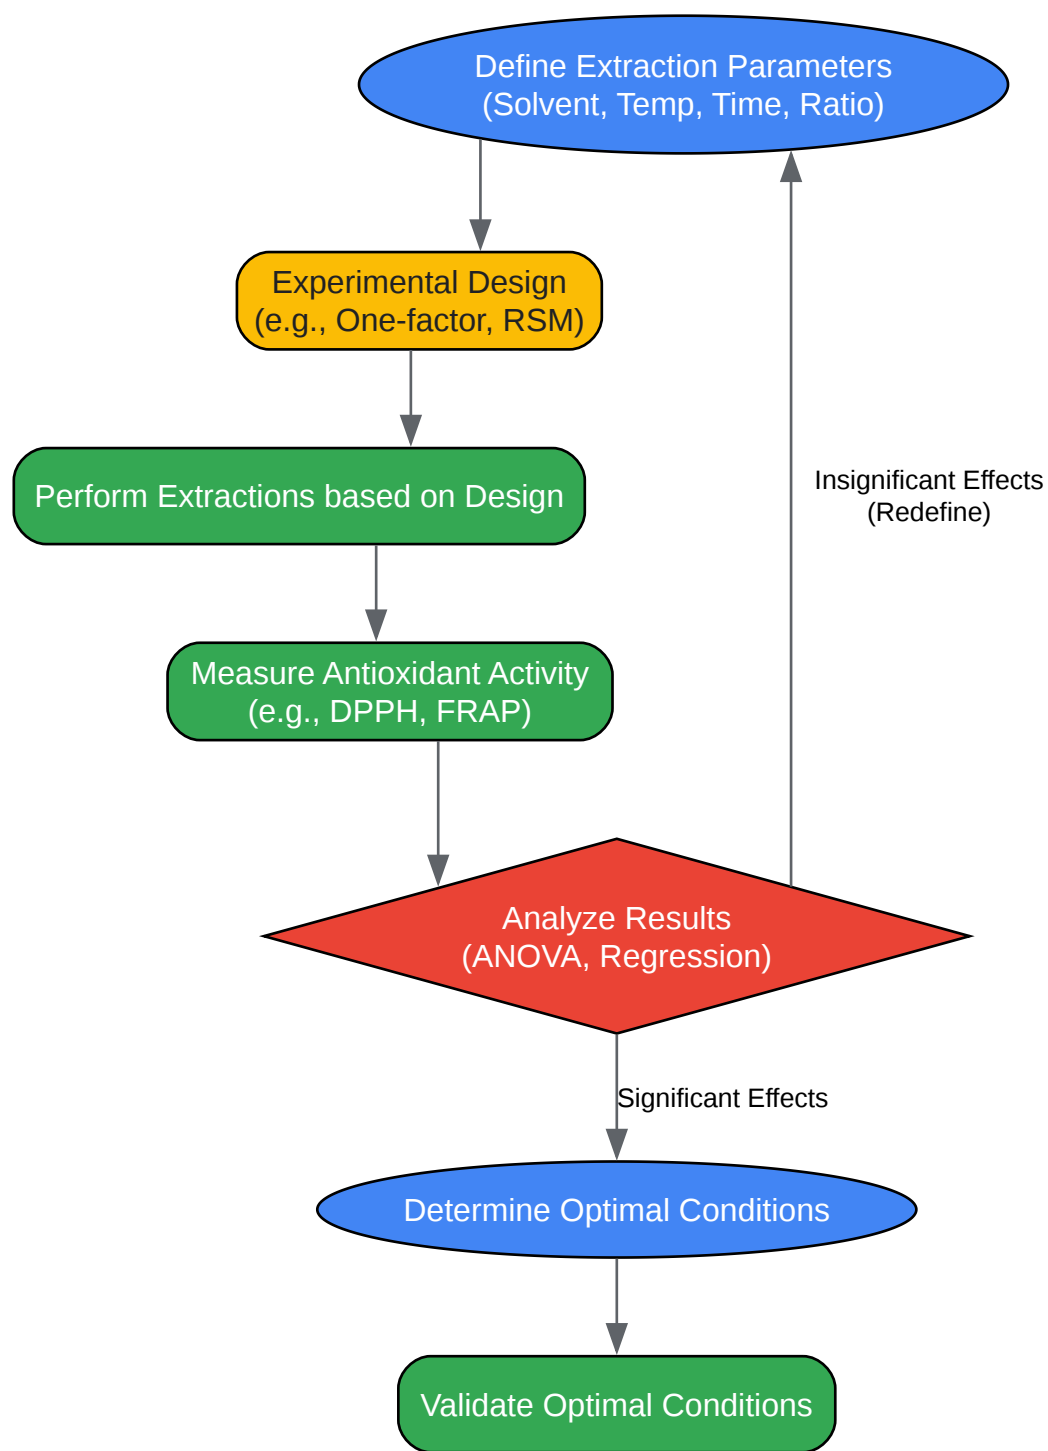 Define Extraction Parameters
(Solvent, Temp, Time, Ratio)
Experimental Design
(e.g., One-factor, RSM)
Perform Extractions based on Design
Insignificant Effects
(Redefine)
Measure Antioxidant Activity
(e.g., DPPH, FRAP)
Analyze Results
(ANOVA, Regression)
Significant Effects
Determine Optimal Conditions
Validate Optimal Conditions